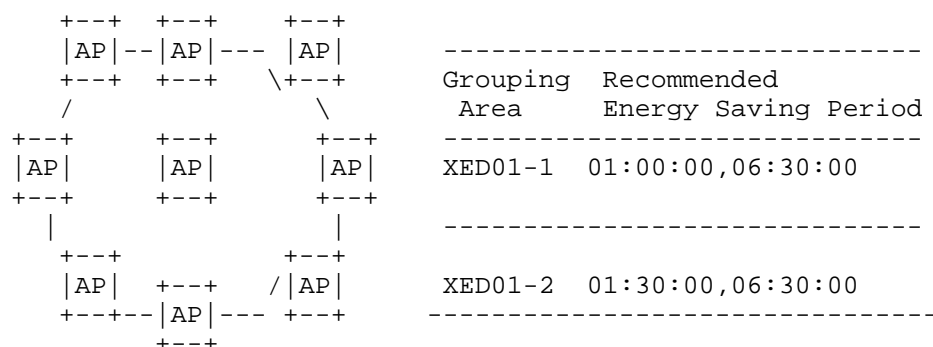 +--+  +--+    +--+
   |AP|--|AP|--- |AP|      ------------------------------
   +--+  +--+    \+--+      Grouping  Recommended
   /               \        Area     Energy Saving Period
+--+     +--+      +--+    ------------------------------
|AP|     |AP|      |AP|    XED01-1  01:00:00,06:30:00
+--+     +--+      +--+
  |                 |      ------------------------------
   +--+          +--+
   |AP|  +--+   /|AP|      XED01-2  01:30:00,06:30:00
   +--+--|AP|--- +--+     --------------------------------
         +--+